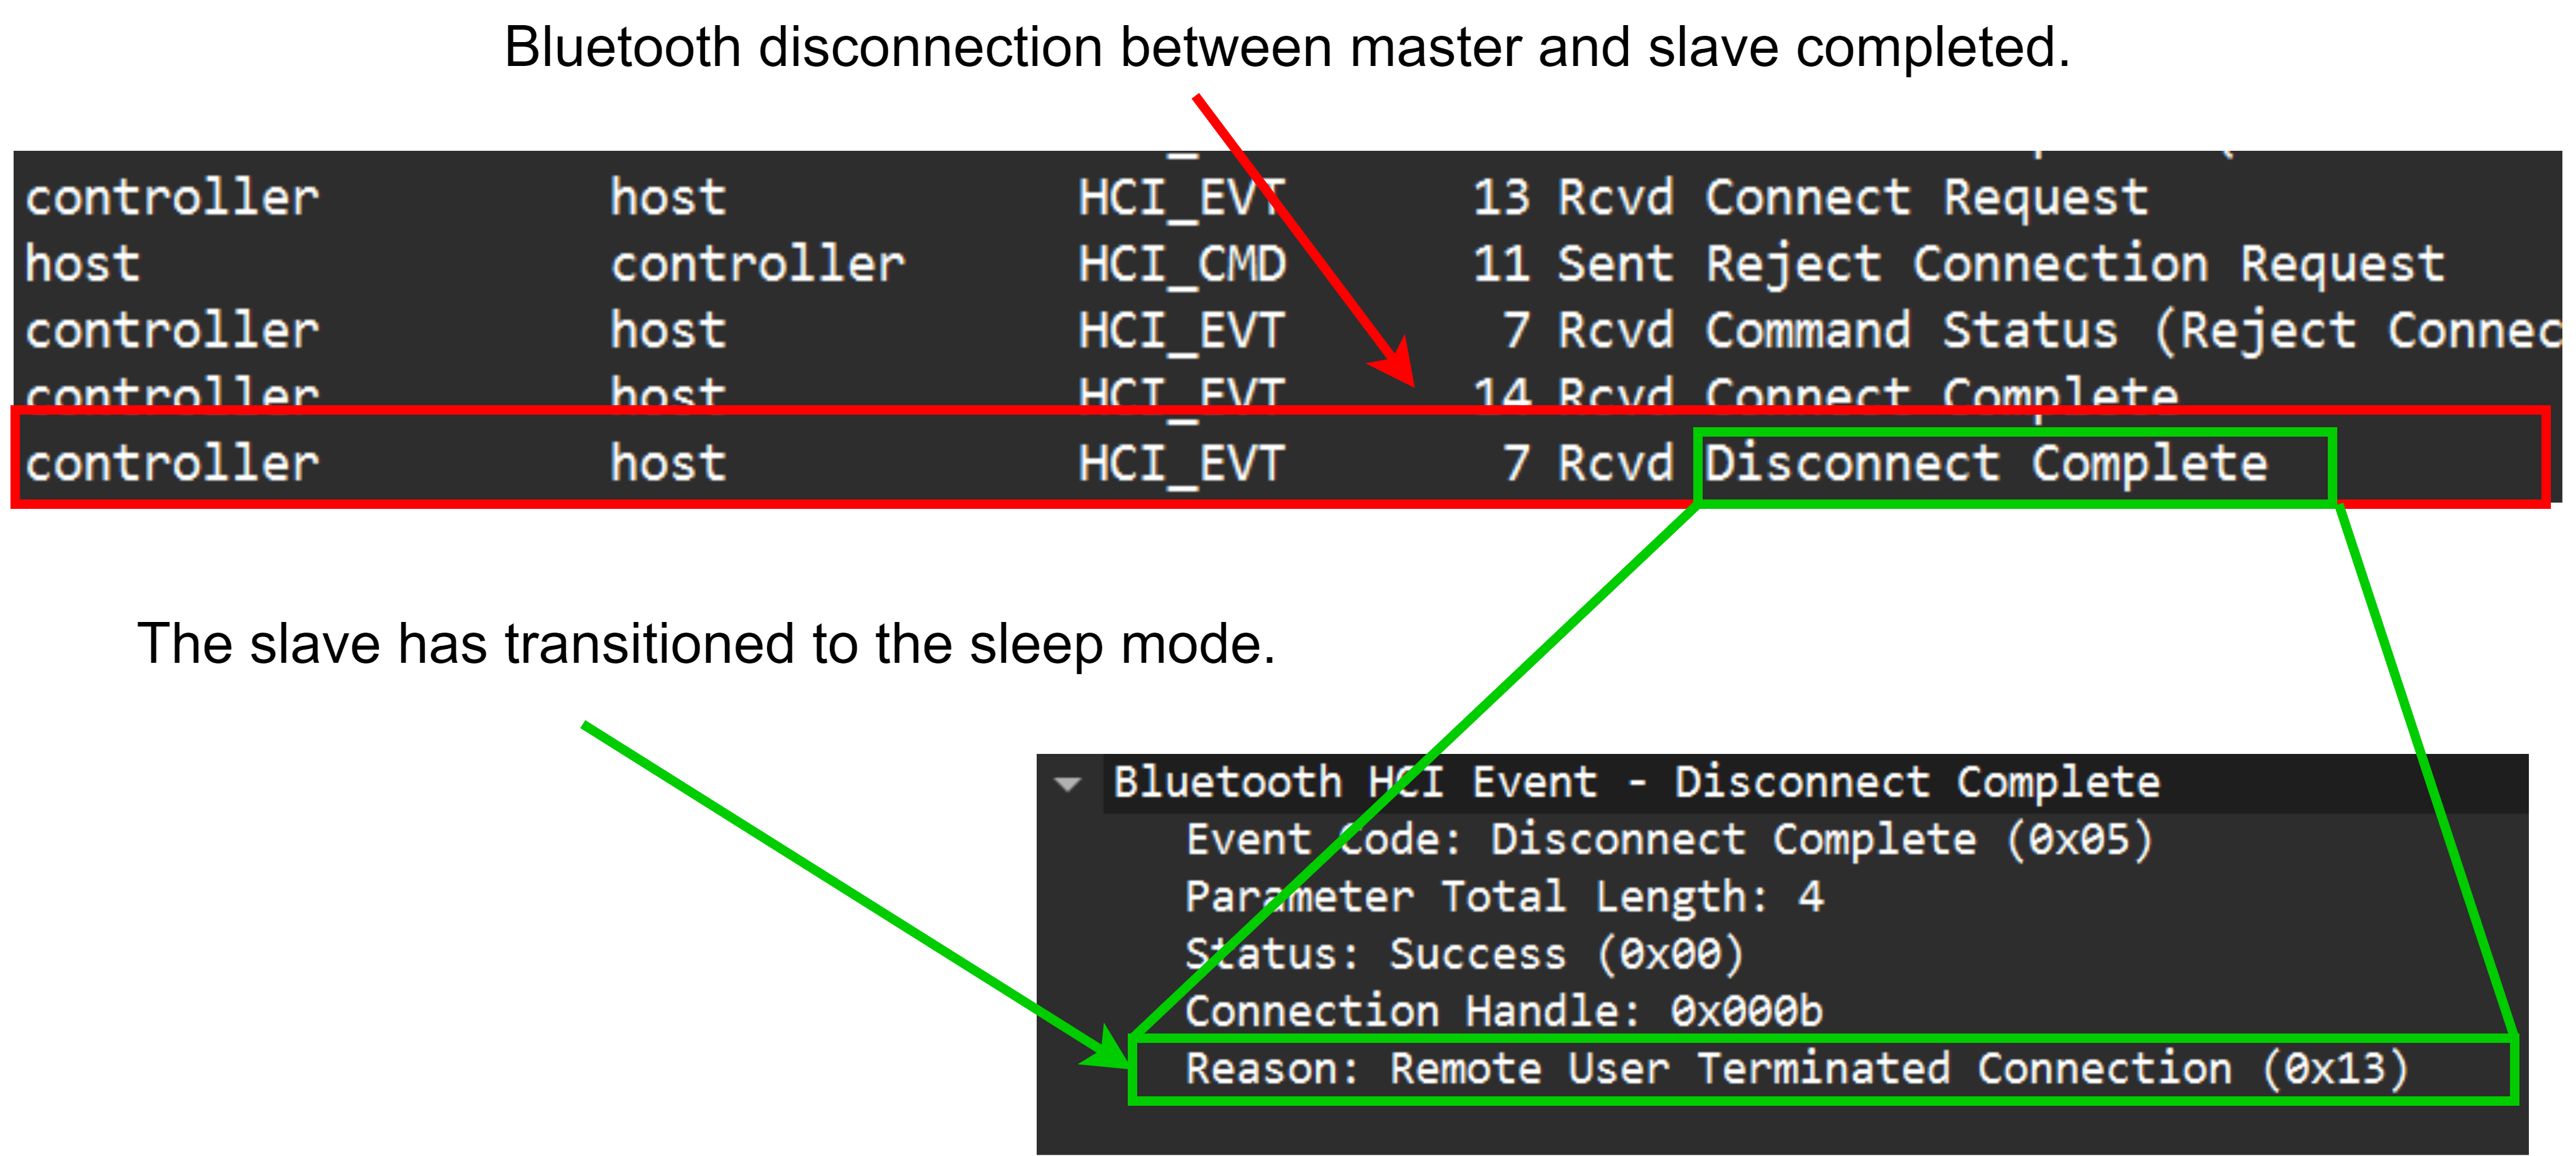 Bluetooth disconnection between master and slave completed.
controller host HCI_EVT 13 Rcvd Connect Request
host controller HCI_CMD 11 Sent Reject Connection Request
controller host HCI_EVT 7 Rcvd Command Status (Reject Connec
controller host HCI_EVT 14 Rcvd Connect Complete
controller host HCI_EVT 7 Rcvd Disconnect Complete
The slave has transitioned to the sleep mode.
Bluetooth HCI Event - Disconnect Complete
Event Code: Disconnect Complete (0x05)
Parameter Total Length: 4
Status: Success (0x00)
Connection Handle: 0x000b
Reason: Remote User Terminated Connection (0x13)